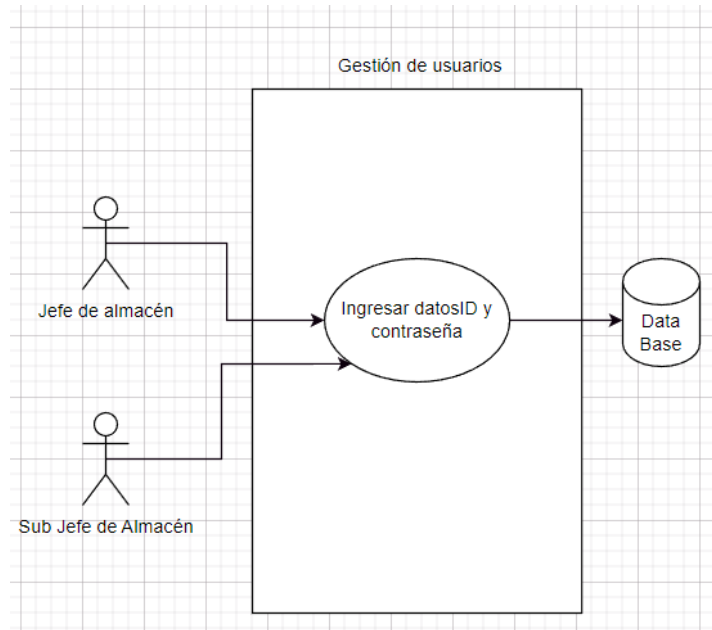 Gestión de usuarios
Jefe de almacén
Ingresar datosID y
contraseña
Data
Base
Sub Jefe de Almacén